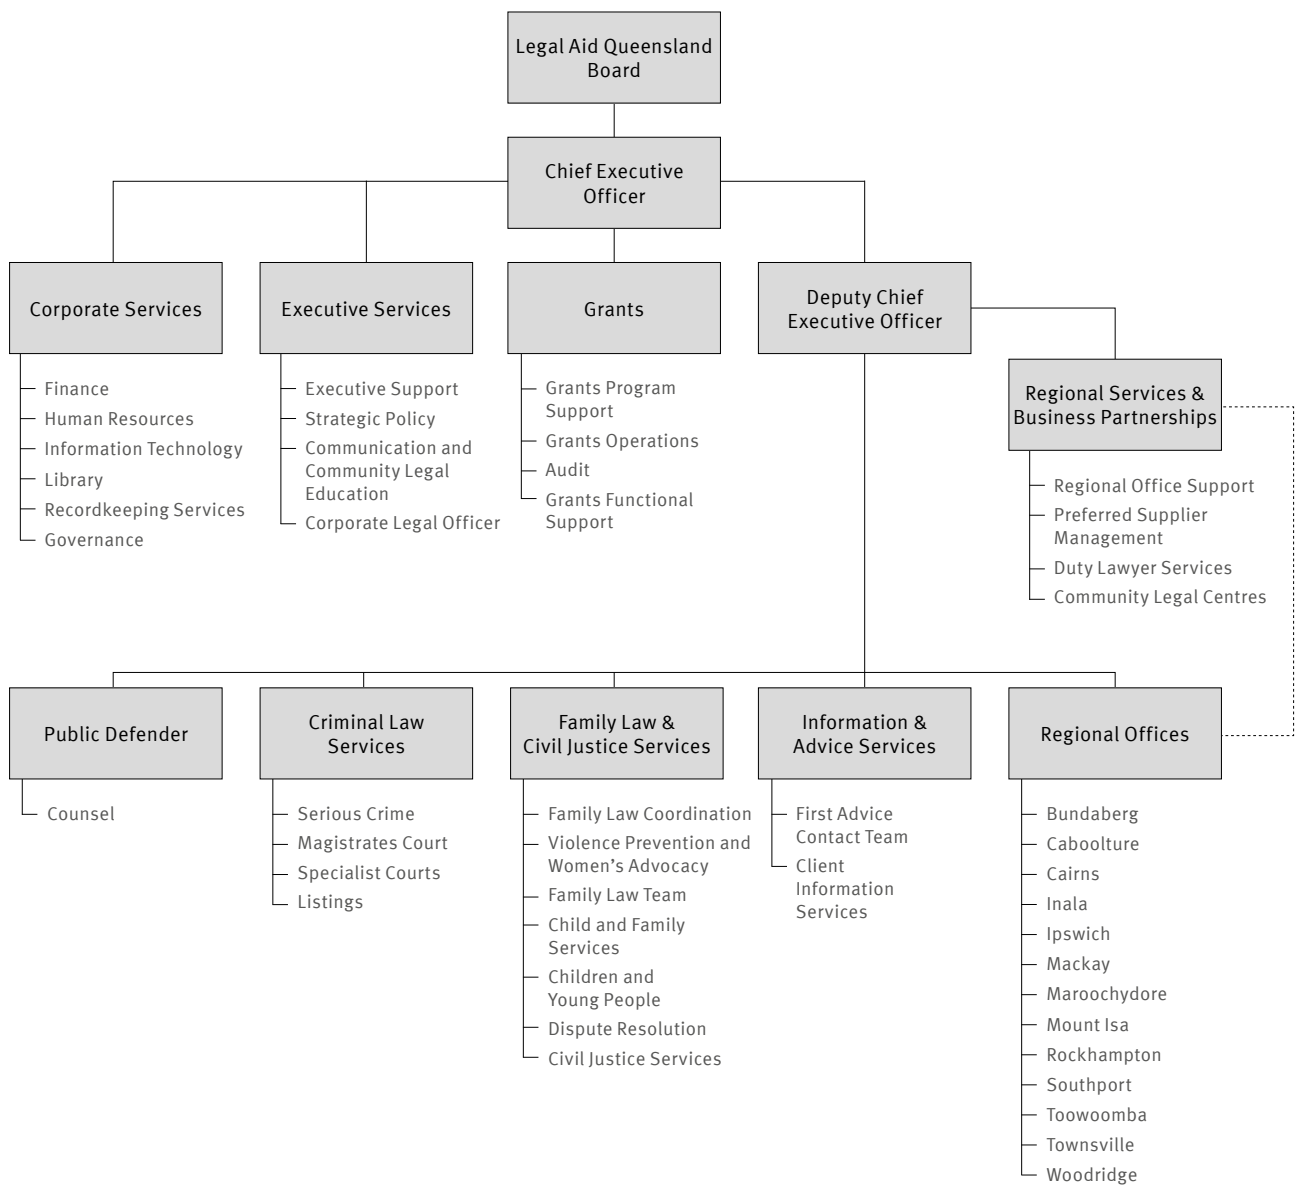 Legal Aid Queensland
Board
Chief Executive
Officer
Corporate Services
Finance
Human Resources
Information Technology
Library
Recordkeeping Services
Governance
Executive Services
Executive Support
Strategic Policy
Communication and
Community Legal
Education
Corporate Legal Officer
Grants
Grants Program
Support
Grants Operations
Audit
Grants Functional
Support
Deputy Chief
Executive Officer
Regional Services &
Business Partnerships
Regional Office Support
Preferred Supplier
Management
Duty Lawyer Services
Community Legal Centres
Public Defender
Counsel
Criminal Law
Services
Serious Crime
Magistrates Court
Specialist Courts
Listings
Family Law &
Civil Justice Services
Family Law Coordination
Violence Prevention and
Women’s Advocacy
Family Law Team
Child and Family
Services
Children and
Young People
Dispute Resolution
Civil Justice Services
Information &
Advice Services
First Advice
Contact Team
Client
Information
Services
Regional Offices
Bundaberg
Caboolture
Cairns
Inala
Ipswich
Mackay
Maroochydore
Mount Isa
Rockhampton
Southport
Toowoomba
Townsville
Woodridge